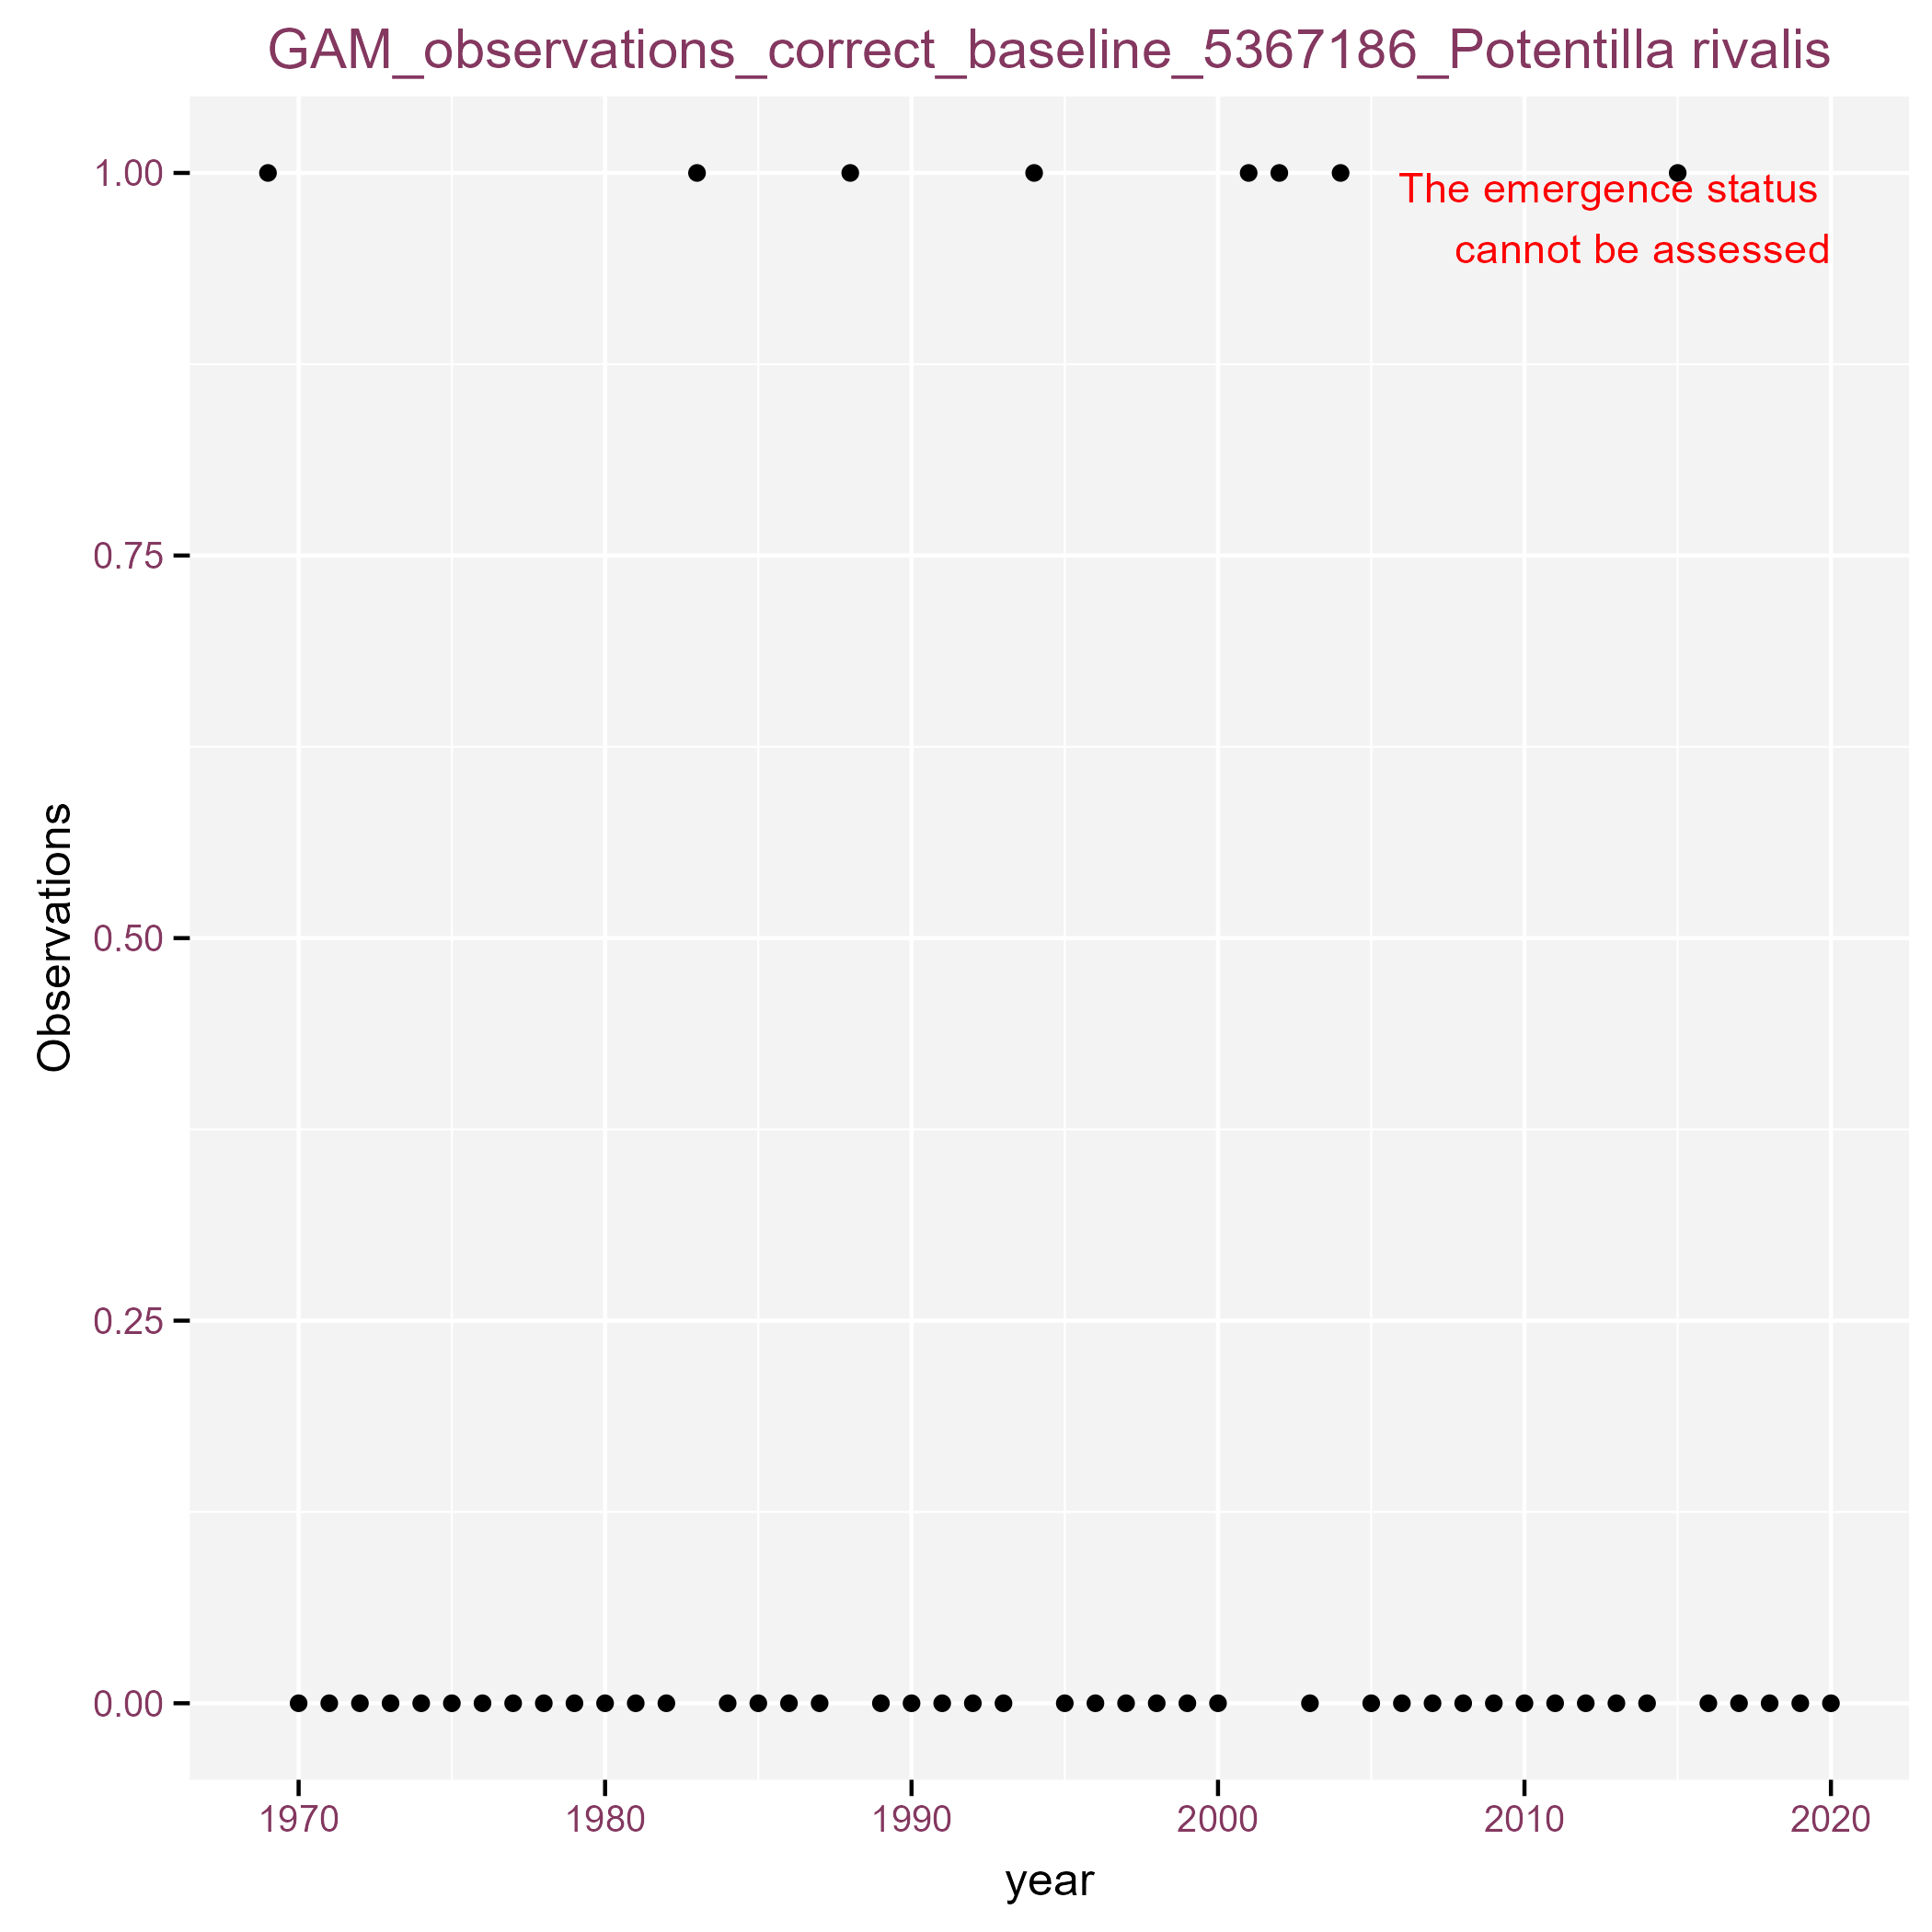 GAM_observations_correct_baseline_5367186_Potentilla rivalis
1.00
The emergence status
cannot be assessed
0.75
Observations
0.50
0.25
0.00
1970 1980 1990 2000 2010 2020
year